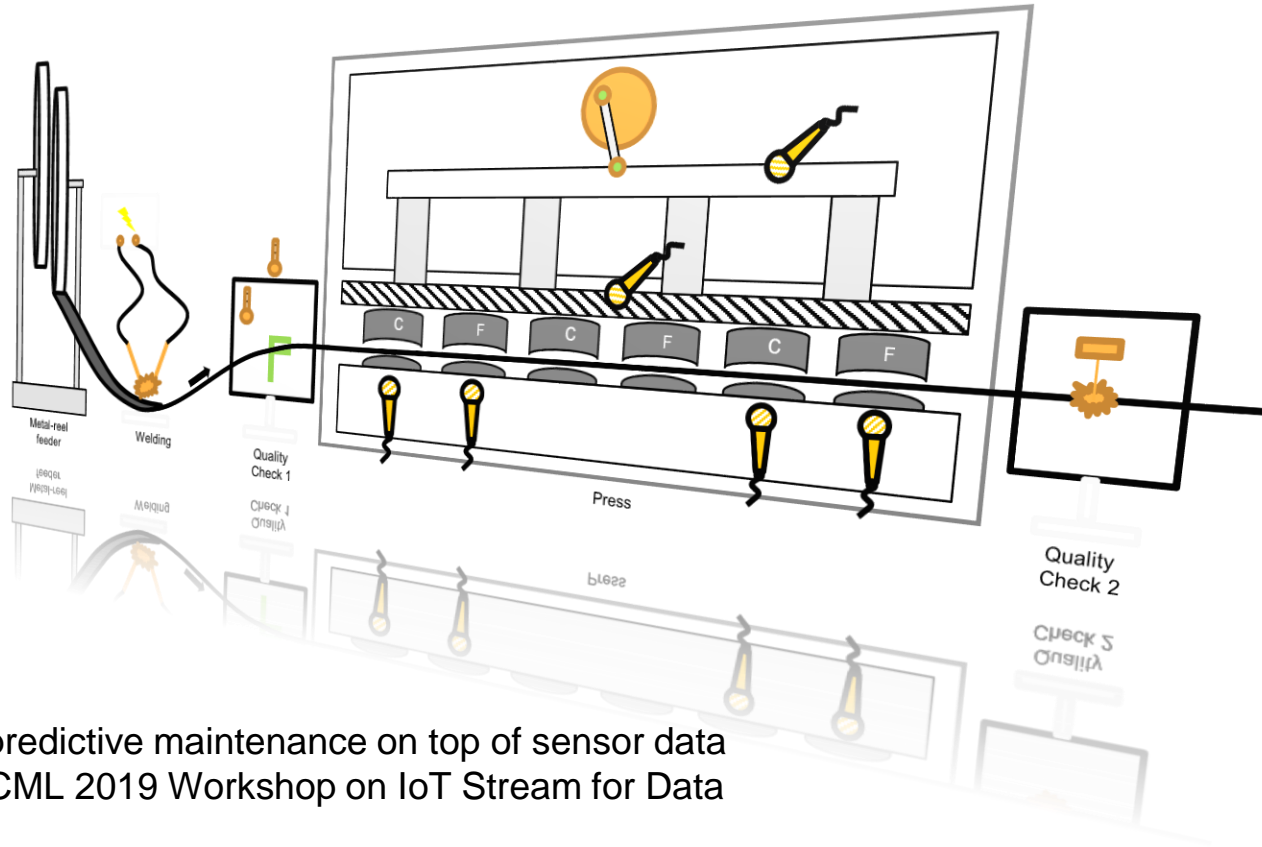 C F C F C F
Metal-reel
feeder
Welding
Quality
Check 1
Press
Quality
Check 2
predictive maintenance on top of sensor data
CML 2019 Workshop on IoT Stream for Data